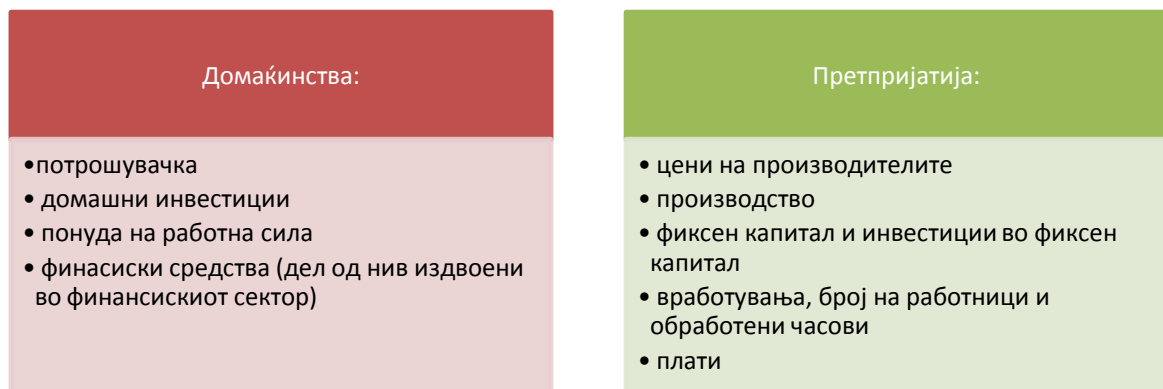 Домаќинства:
•потрошувачка
• домашни инвестиции
• понуда на работна сила
• финасиски средства (дел од нив издвоени
во финансискиот сектор)
Претпријатија:
• цени на производителите
• производство
• фиксен капитал и инвестиции во фиксен
капитал
• вработувања, број на работници и
обработени часови
• плати